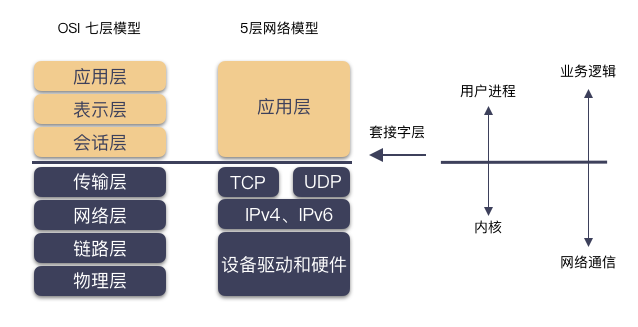 OSI 七层模型
应用层
表示层
会话层
传输层
网络层
链路层
物理层
5层网络模型
应用层
TCP
UDP
IPv4、IPv6
设备驱动和硬件
套接字层
用户进程
内核
业务逻辑
网络通信